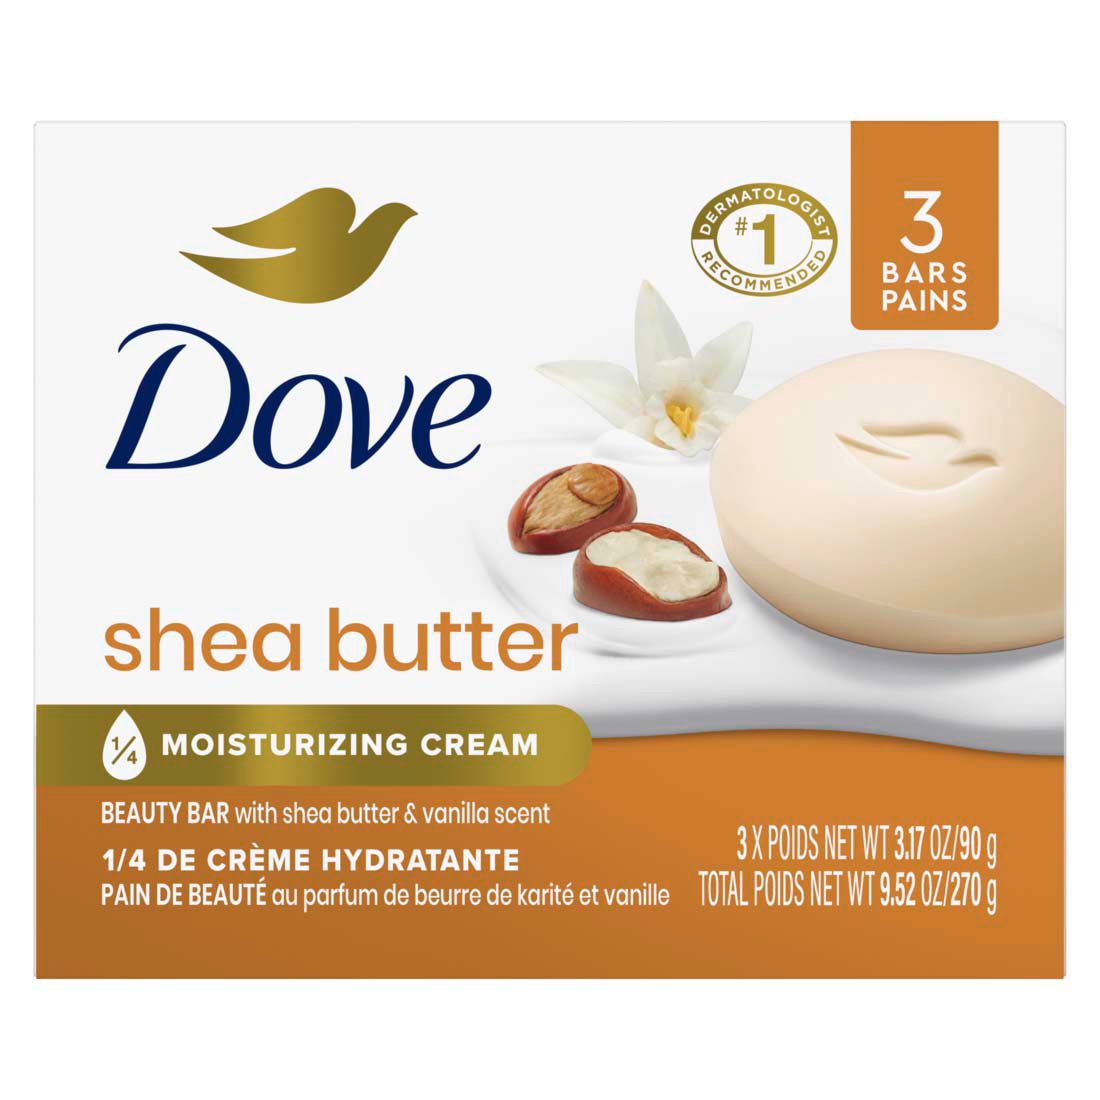 Dove
DERMATOLOGIST
#1
RECOMMENDED
3
BARS
PAINS
shea butter
1/4 MOISTURIZING CREAM
BEAUTY BAR with shea butter & vanilla scent
1/4 DE CRÈME HYDRATANTE
PAIN DE BEAUTÉ au parfum de beurre de karité et vanille
3 X POIDS NET WT 3.17 OZ/90 g
TOTAL POIDS NET WT 9.52 OZ/270 g